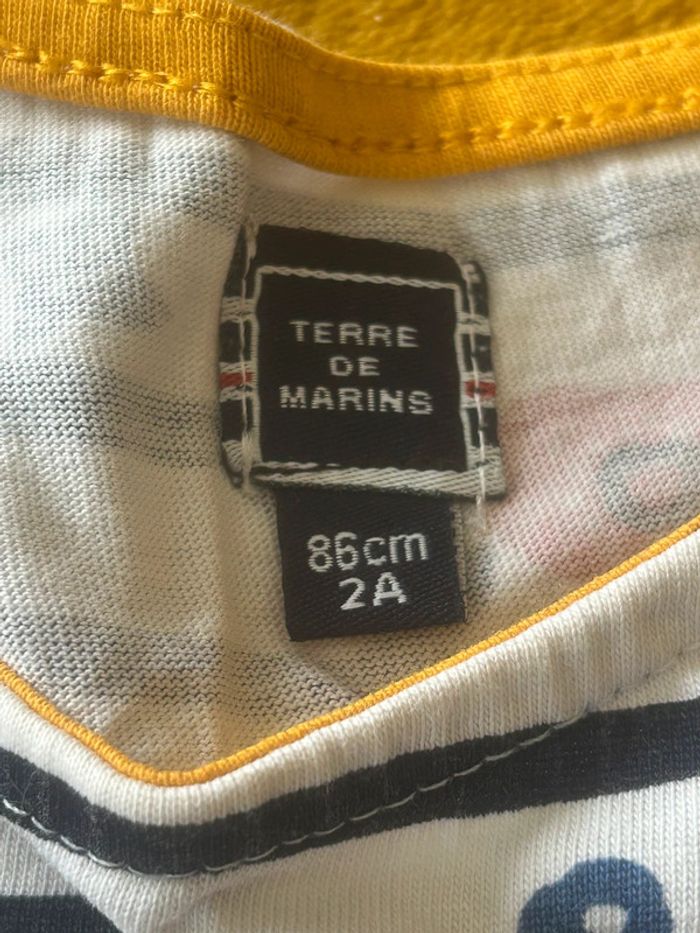 TERRE
DE
MARINS
86cm
2A